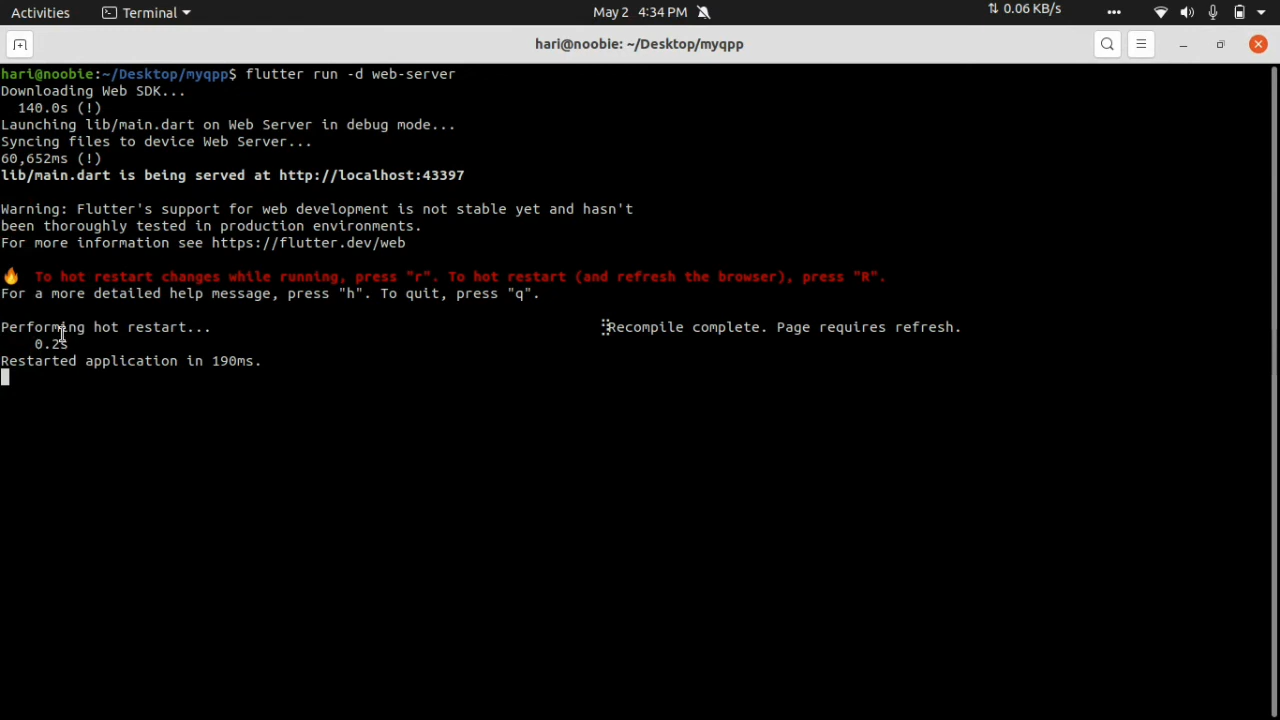 Activities Terminal May 2 4:34 PM 0.06 KB/s
hari@noobie: ~/Desktop/myqpp
hari@noobie:~/Desktop/myqpp$ flutter run -d web-server
Downloading Web SDK...
140.0s (!)
Launching lib/main.dart on Web Server in debug mode...
Syncing files to device Web Server...
60,652ms (!)
lib/main.dart is being served at http://localhost:43397
Warning: Flutter's support for web development is not stable yet and hasn't
been thoroughly tested in production environments.
For more information see https://flutter.dev/web
🔥 To hot restart changes while running, press "r". To hot restart (and refresh the browser), press "R".
For a more detailed help message, press "h". To quit, press "q".
Performing hot restart... ⣽Recompile complete. Page requires refresh.
0.2s
Restarted application in 190ms.